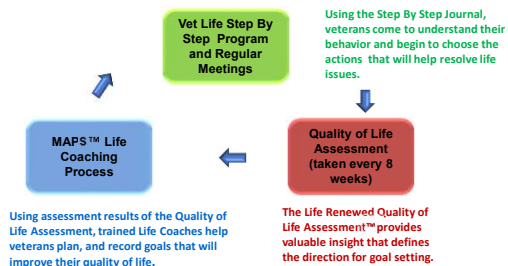 Vet Life Step By
Step Program
and Regular
Meetings
Using the Step By Step Journal,
veterans come to understand their
behavior and begin to choose the
actions that will help resolve life
issues.
MAPS™ Life
Coaching
Process
Quality of Life
Assessment
(taken every 8
weeks)
Using assessment results of the Quality of
Life Assessment, trained Life Coaches help
veterans plan, and record goals that will
improve their quality of life.
The Life Renewed Quality of
Life Assessment™ provides
valuable insight that defines
the direction for goal setting.